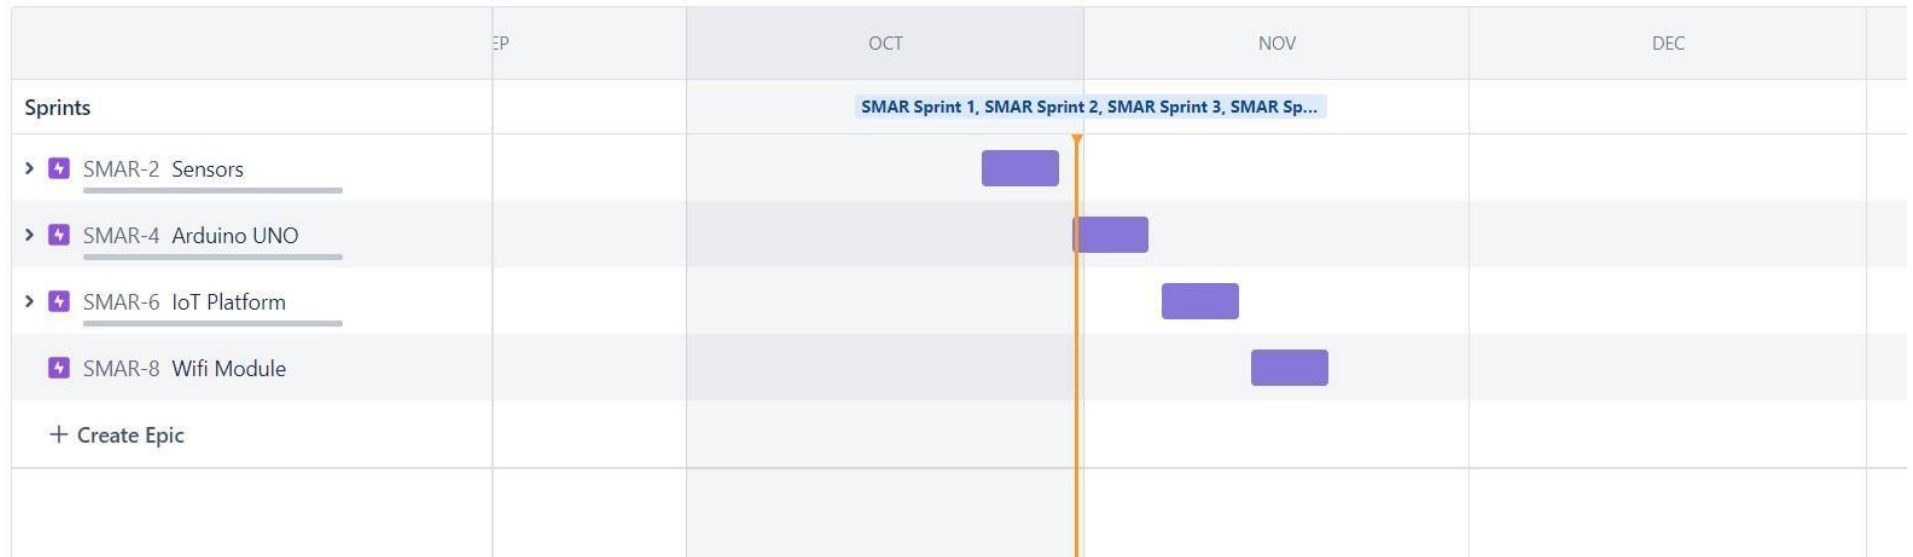 EP OCT NOV DEC
Sprints SMAR Sprint 1, SMAR Sprint 2, SMAR Sprint 3, SMAR Sp...
SMAR-2 Sensors
SMAR-4 Arduino UNO
SMAR-6 IoT Platform
SMAR-8 Wifi Module
+ Create Epic